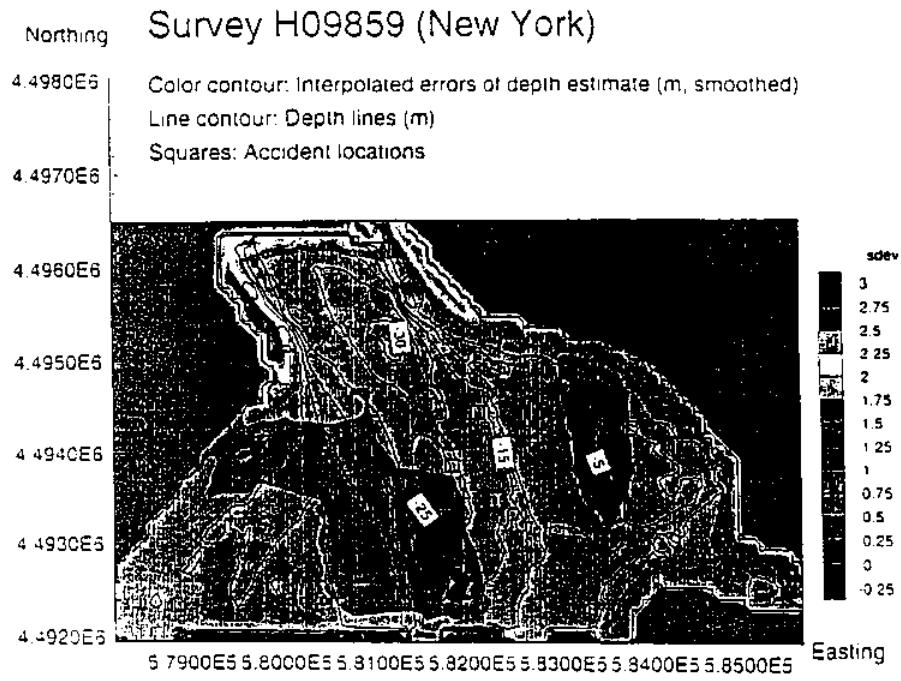 Northing
Survey H09859 (New York)
4.4980E6
Color contour: Interpolated errors of depth estimate (m, smoothed)
Line contour: Depth lines (m)
Squares: Accident locations
4.4970E6
4.4960E6
4.4950E6
4.4940E6
4.4930E6
4.4920E6
-30
-15
-5
-25
sdev
3
2.75
2.5
2.25
2
1.75
1.5
1.25
1
0.75
0.5
0.25
0
-0.25
5.7900E5 5.8000E5 5.8100E5 5.8200E5 5.8300E5 5.8400E5 5.8500E5
Easting